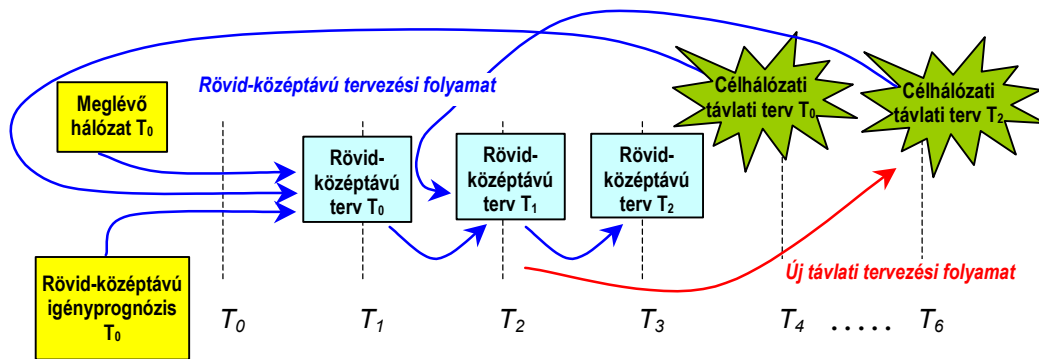 Rövid-középtávú tervezési folyamat
Meglévő
hálózat T0
Célhálózati
távlati terv T0
Célhálózati
távlati terv T2
Rövid-
középtávú
terv T0
Rövid-
középtávú
terv T1
Rövid-
középtávú
terv T2
Rövid-középtávú
igényprognózis
T0
Új távlati tervezési folyamat
T0 T1 T2 T3 T4 ..... T6